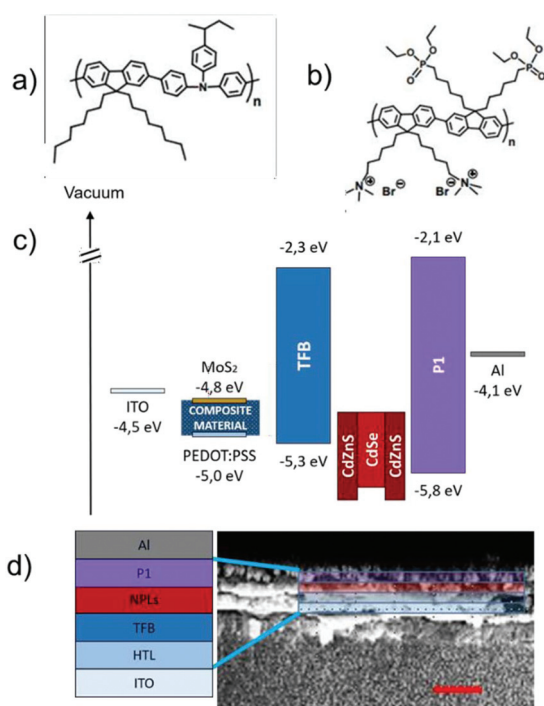 a)
N
n
b)
O
O
P
O
O
O
P
O
n
N
⊕
Br
⊖
Br
⊖
N
⊕
Vacuum
c)
-2,3 eV
-2,1 eV
TFB
P1
MoS2
-4,8 eV
ITO
-4,5 eV
COMPOSITE
MATERIAL
PEDOT:PSS
-5,0 eV
-5,3 eV
CdZnS
CdSe
CdZnS
-5,8 eV
Al
-4,1 eV
d)
Al
P1
NPLs
TFB
HTL
ITO